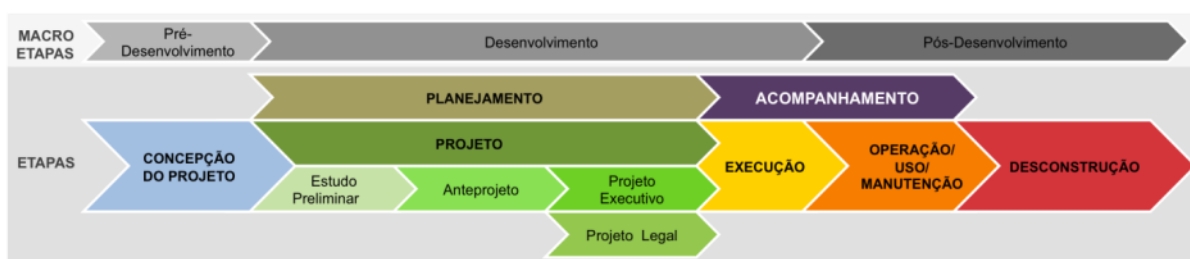 MACRO
ETAPAS
Pré-
Desenvolvimento
Desenvolvimento
Pós-Desenvolvimento
PLANEJAMENTO
ACOMPANHAMENTO
ETAPAS
CONCEPÇÃO
DO PROJETO
PROJETO
Estudo
Preliminar
Anteprojeto
Projeto
Executivo
Projeto Legal
EXECUÇÃO
OPERAÇÃO/
USO/
MANUTENÇÃO
DESCONSTRUÇÃO